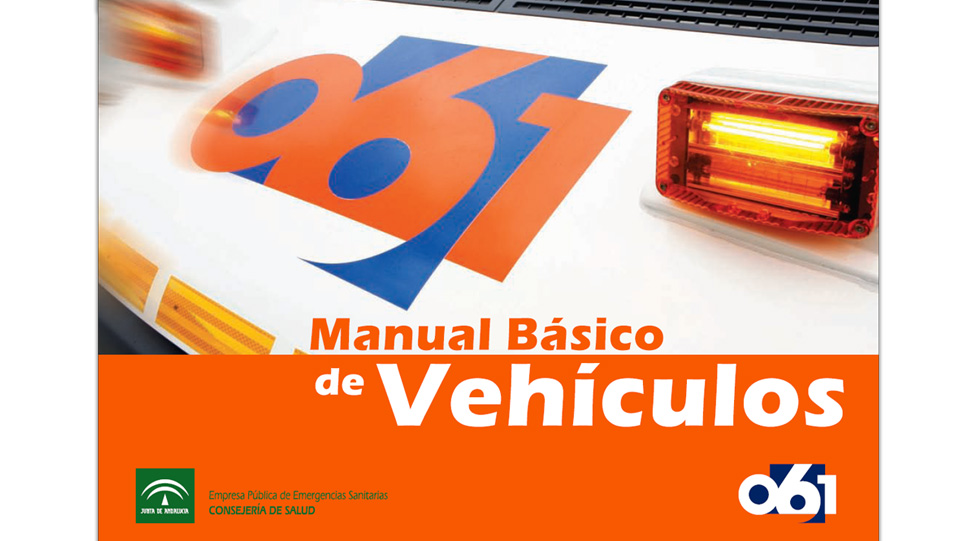 061
Manual Básico
de Vehículos
JUNTA DE ANDALUCIA
Empresa Pública de Emergencias Sanitarias
CONSEJERÍA DE SALUD
061